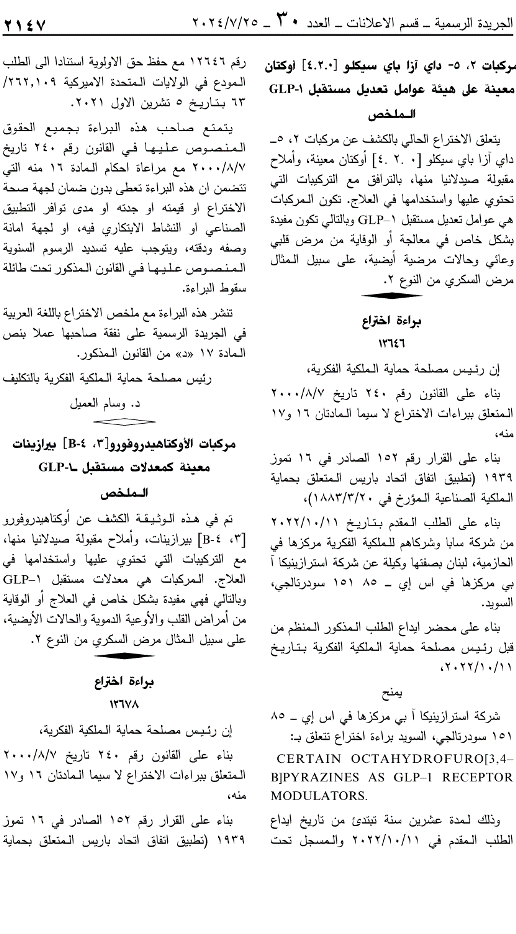 الجريدة الرسمية ــ قسم الاعلانات ــ العدد ٣٠ ــ ٢٠٢٤/٧/٢٥
٢١٤٧
مركبات ٢، ٥- داي آزا باي سيكلو [٤.٢.٠] أوكتان
معينة على هيئة عوامل تعديل مستقبل GLP-١
الملخص
يتعلق الاختراع الحالي بالكشف عن مركبات ٢، ٥ــ
داي آزا باي سيكلو [٠ .٢ .٤] أوكتان معينة، وأملاح
مقبولة صيدلانيا منها، بالترافق مع التركيبات التي
تحتوي عليها واستخدامها في العلاج. تكون المركبات
هي عوامل تعديل مستقبل GLP–١ وبالتالي تكون مفيدة
بشكل خاص في معالجة أو الوقاية من مرض قلبي
وعائي وحالات مرضية أيضية، على سبيل المثال
مرض السكري من النوع ٢.
براءة اختراع
١٣٦٤٦
إن رئيس مصلحة حماية الملكية الفكرية،
بناء على القانون رقم ٢٤٠ تاريخ ٢٠٠٠/٨/٧
المتعلق ببراءات الاختراع لا سيما المادتان ١٦ و١٧
منه،
بناء على القرار رقم ١٥٢ الصادر في ١٦ تموز
١٩٣٩ (تطبيق اتفاق اتحاد باريس المتعلق بحماية
الملكية الصناعية المؤرخ في ١٨٨٣/٣/٢٠)،
بناء على الطلب المقدم بتاريخ ٢٠٢٢/١٠/١١
من شركة سابا وشركاهم للملكية الفكرية مركزها في
الحازمية، لبنان بصفتها وكيلة عن شركة استرازينيكا آ
بي مركزها في اس إي ــ ٨٥ ١٥١ سودرتالجي،
السويد.
بناء على محضر ايداع الطلب المذكور المنظم من
قبل رئيس مصلحة حماية الملكية الفكرية بتاريخ
٢٠٢٢/١٠/١١،
يمنح
شركة استرازينيكا آ بي مركزها في اس إي ــ ٨٥
١٥١ سودرتالجي، السويد براءة اختراع تتعلق بـ:
CERTAIN OCTAHYDROFURO[3,4–
B]PYRAZINES AS GLP–I RECEPTOR
MODULATORS.
وذلك لمدة عشرين سنة تبتدئ من تاريخ ايداع
الطلب المقدم في ٢٠٢٢/١٠/١١ والمسجل تحت
رقم ١٢٦٤٦ مع حفظ حق الاولوية استنادا الى الطلب
المودع في الولايات المتحدة الاميركية ٢٦٢,١٠٩/
٦٣ بتاريخ ٥ تشرين الاول ٢٠٢١.
يتمتع صاحب هذه البراءة بجميع الحقوق
المنصوص عليها في القانون رقم ٢٤٠ تاريخ
٢٠٠٠/٨/٧ مع مراعاة احكام المادة ١٦ منه التي
تتضمن ان هذه البراءة تعطى بدون ضمان لجهة صحة
الاختراع او قيمته او جدته او مدى توافر التطبيق
الصناعي او النشاط الابتكاري فيه، او لجهة امانة
وصفه ودقته، ويتوجب عليه تسديد الرسوم السنوية
المنصوص عليها في القانون المذكور تحت طائلة
سقوط البراءة.
تنشر هذه البراءة مع ملخص الاختراع باللغة العربية
في الجريدة الرسمية على نفقة صاحبها عملا بنص
المادة ١٧ «د» من القانون المذكور.
رئيس مصلحة حماية الملكية الفكرية بالتكليف
د. وسام العميل
مركبات الأوكتاهيدروفورو[٣، ٤-B] بيرازينات
معينة كمعدلات مستقبل GLP-١
الملخص
تم في هذه الوثيقة الكشف عن أوكتاهيدروفورو
[٣، ٤-B] بيرازينات، وأملاح مقبولة صيدلانيا منها،
مع التركيبات التي تحتوي عليها واستخدامها في
العلاج. المركبات هي معدلات مستقبل GLP–١
وبالتالي فهي مفيدة بشكل خاص في العلاج أو الوقاية
من أمراض القلب والأوعية الدموية والحالات الأيضية،
على سبيل المثال مرض السكري من النوع ٢.
براءة اختراع
١٣٦٧٨
إن رئيس مصلحة حماية الملكية الفكرية،
بناء على القانون رقم ٢٤٠ تاريخ ٢٠٠٠/٨/٧
المتعلق ببراءات الاختراع لا سيما المادتان ١٦ و١٧
منه،
بناء على القرار رقم ١٥٢ الصادر في ١٦ تموز
١٩٣٩ (تطبيق اتفاق اتحاد باريس المتعلق بحماية